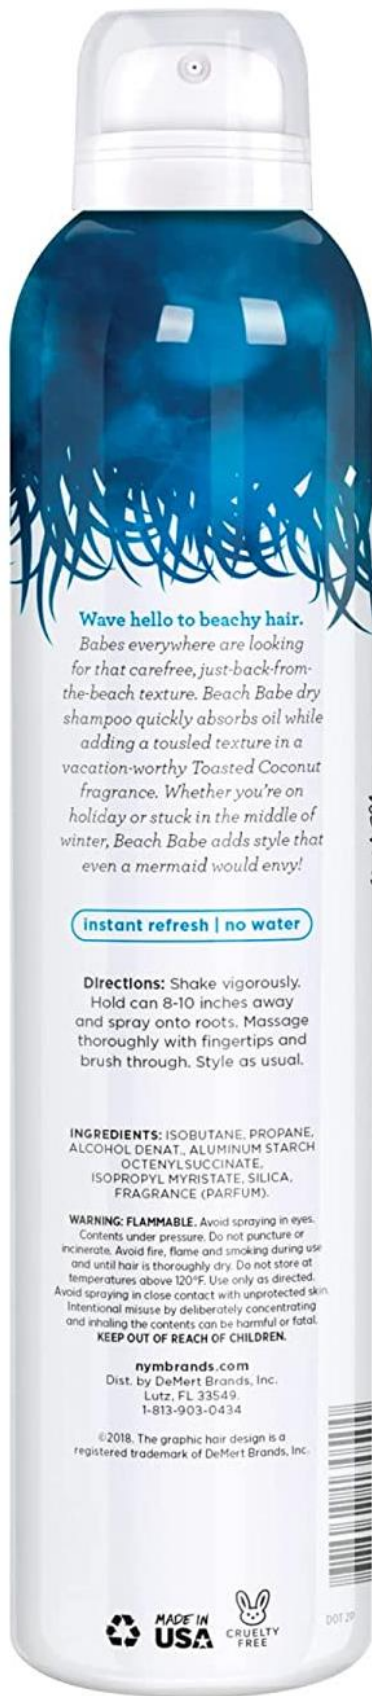 Wave hello to beachy hair.
Babes everywhere are looking
for that carefree, just-back-from-
the-beach texture. Beach Babe dry
shampoo quickly absorbs oil while
adding a tousled texture in a
vacation-worthy Toasted Coconut
fragrance. Whether you're on
holiday or stuck in the middle of
winter, Beach Babe adds style that
even a mermaid would envy!
instant refresh | no water
Directions: Shake vigorously.
Hold can 8-10 inches away
and spray onto roots. Massage
thoroughly with fingertips and
brush through. Style as usual.
INGREDIENTS: ISOBUTANE, PROPANE,
ALCOHOL DENAT., ALUMINUM STARCH
OCTENYLSUCCINATE,
ISOPROPYL MYRISTATE, SILICA,
FRAGRANCE (PARFUM).
WARNING: FLAMMABLE. Avoid spraying in eyes.
Contents under pressure. Do not puncture or
incinerate. Avoid fire, flame and smoking during use
and until hair is thoroughly dry. Do not store at
temperatures above 120°F. Use only as directed.
Avoid spraying in close contact with unprotected skin.
Intentional misuse by deliberately concentrating
and inhaling the contents can be harmful or fatal.
KEEP OUT OF REACH OF CHILDREN.
nymbrands.com
Dist. by DeMert Brands, Inc.
Lutz, FL 33549.
1-813-903-0434
©2018. The graphic hair design is a
registered trademark of DeMert Brands, Inc.
MADE IN
USA
CRUELTY
FREE
DOT